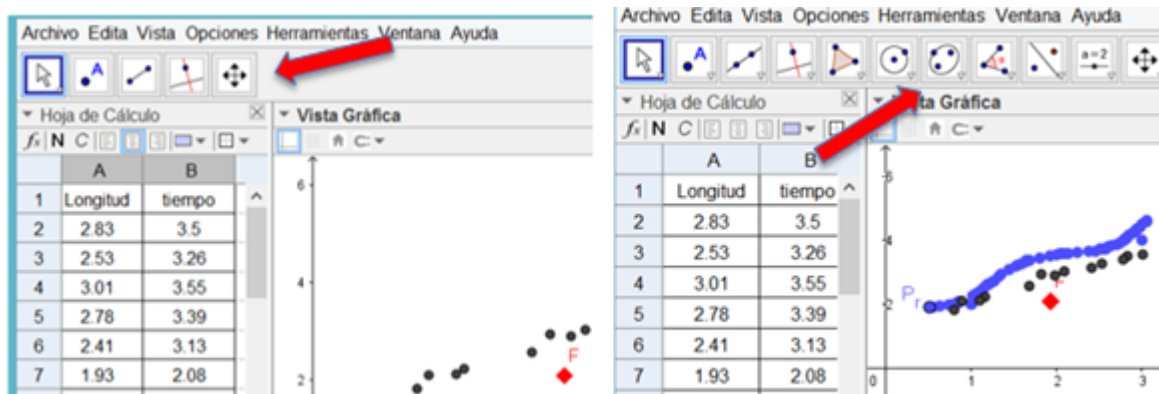 Archivo Edita Vista Opciones Herramientas Ventana Ayuda
A
Hoja de Cálculo
Vista Gráfica
fx N C
A B
1 Longitud tiempo
2 2.83 3.5
3 2.53 3.26
4 3.01 3.55
5 2.78 3.39
6 2.41 3.13
7 1.93 2.08
6
4
2
F
Archivo Edita Vista Opciones Herramientas Ventana Ayuda
A
a=2
Hoja de Cálculo
ta Gráfica
fx N C
A B
1 Longitud tiempo
2 2.83 3.5
3 2.53 3.26
4 3.01 3.55
5 2.78 3.39
6 2.41 3.13
7 1.93 2.08
6
4
2
Pr
F
0 1 2 3